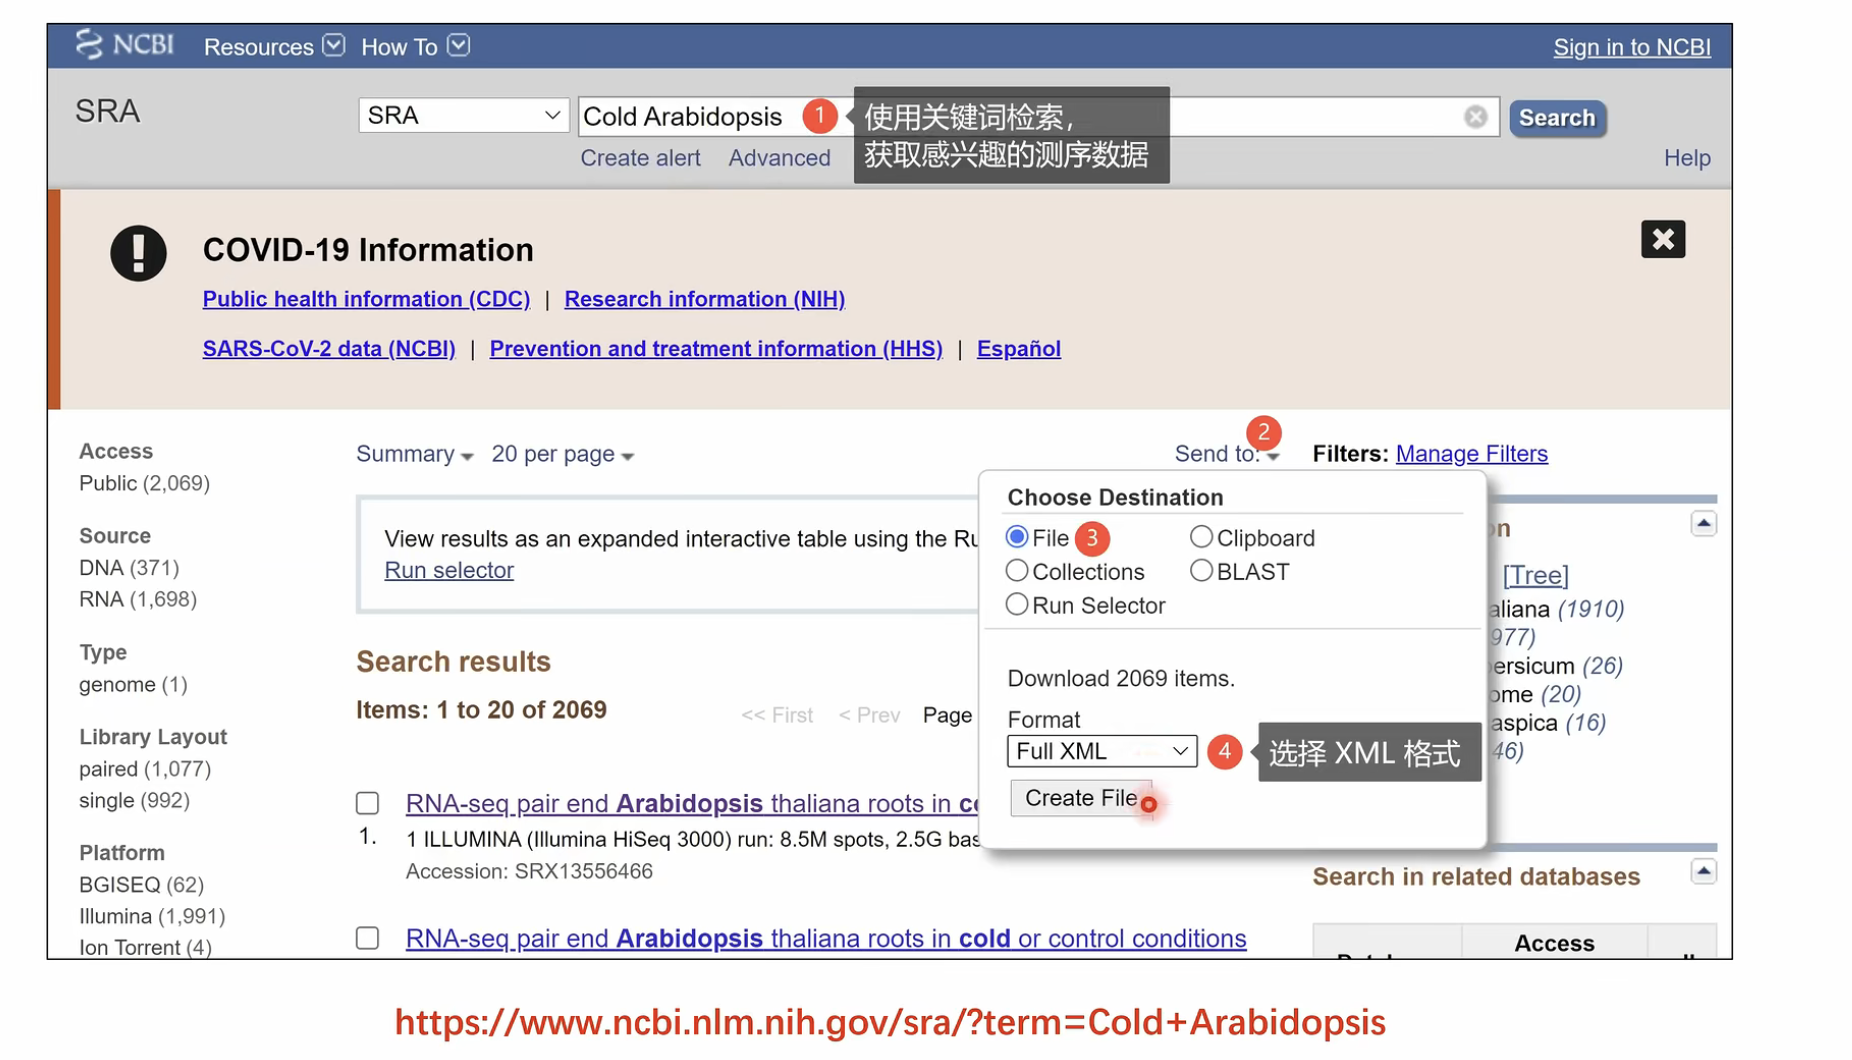 NCBI Resources How To Sign in to NCBI
SRA SRA Cold Arabidopsis 1 使用关键词检索, Search
获取感兴趣的测序数据
Create alert Advanced Help
COVID-19 Information
Public health information (CDC) | Research information (NIH)
SARS-CoV-2 data (NCBI) | Prevention and treatment information (HHS) | Español
Access
Public (2,069)
Source
DNA (371)
RNA (1,698)
Type
genome (1)
Library Layout
paired (1,077)
single (992)
Platform
BGISEQ (62)
Illumina (1,991)
Ion Torrent (4)
Summary 20 per page Send to: 2 Filters: Manage Filters
View results as an expanded interactive table using the
Run selector
Search results
Items: 1 to 20 of 2069 << First < Prev Page
RNA-seq pair end Arabidopsis thaliana roots in
1. 1 ILLUMINA (Illumina HiSeq 3000) run: 8.5M spots, 2.5G
Accession: SRX13556466
RNA-seq pair end Arabidopsis thaliana roots in cold or control conditions
Choose Destination
File 3 Clipboard
Collections BLAST
Run Selector
Download 2069 items.
Format
Full XML 4 选择 XML 格式
Create File
[Tree]
aliana (1910)
977)
ersicum (26)
ome (20)
aspica (16)
46)
Search in related databases
Access
https://www.ncbi.nlm.nih.gov/sra/?term=Cold+Arabidopsis